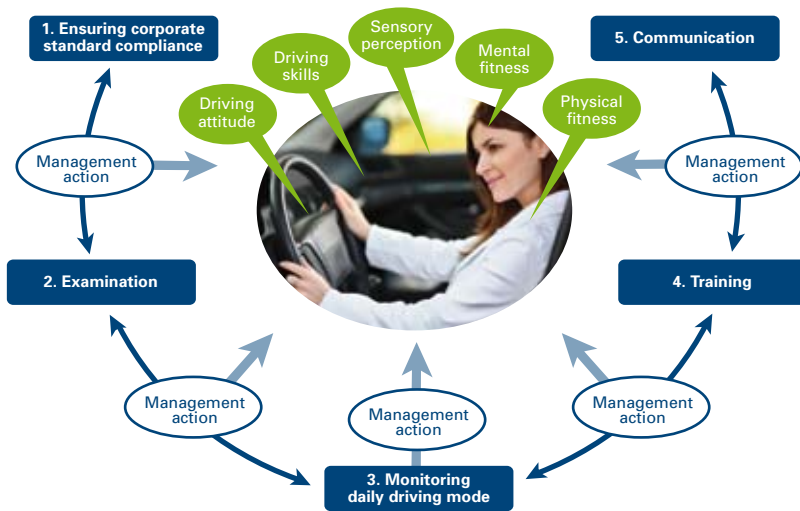 1. Ensuring corporate
standard compliance
Driving
attitude
Driving
skills
Sensory
perception
Mental
fitness
Physical
fitness
5. Communication
Management
action
Management
action
2. Examination
4. Training
Management
action
Management
action
Management
action
3. Monitoring
daily driving mode